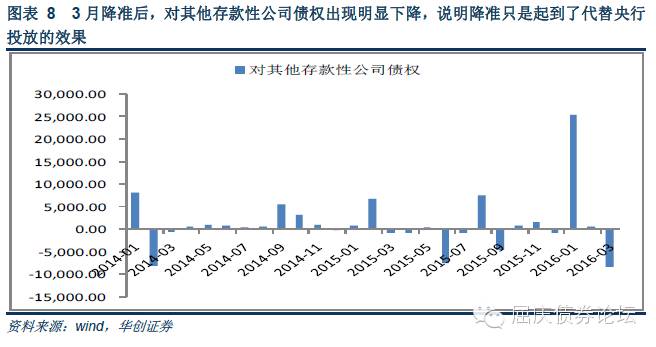 图表 8 3 月降准后，对其他存款性公司债权出现明显下降，说明降准只是起到了代替央行
投放的效果
对其他存款性公司债权
30,000.00
25,000.00
20,000.00
15,000.00
10,000.00
5,000.00
0.00
-5,000.00
-10,000.00
-15,000.00
2014-01 2014-03 2014-05 2014-07 2014-09 2014-11 2015-01 2015-03 2015-05 2015-07 2015-09 2015-11 2016-01 2016-03
资料来源：wind，华创证券
屈庆债券论坛